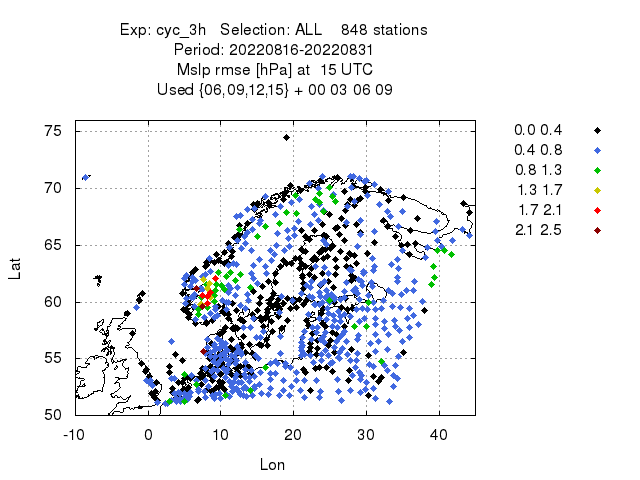 Exp: cyc_3h   Selection: ALL    848 stations
Period: 20220816-20220831
Mslp rmse [hPa] at  15 UTC
Used {06,09,12,15} + 00 03 06 09
75
70
65
60
55
50
Lat
-10 0 10 20 30 40
Lon
0.0 0.4
0.4 0.8
0.8 1.3
1.3 1.7
1.7 2.1
2.1 2.5